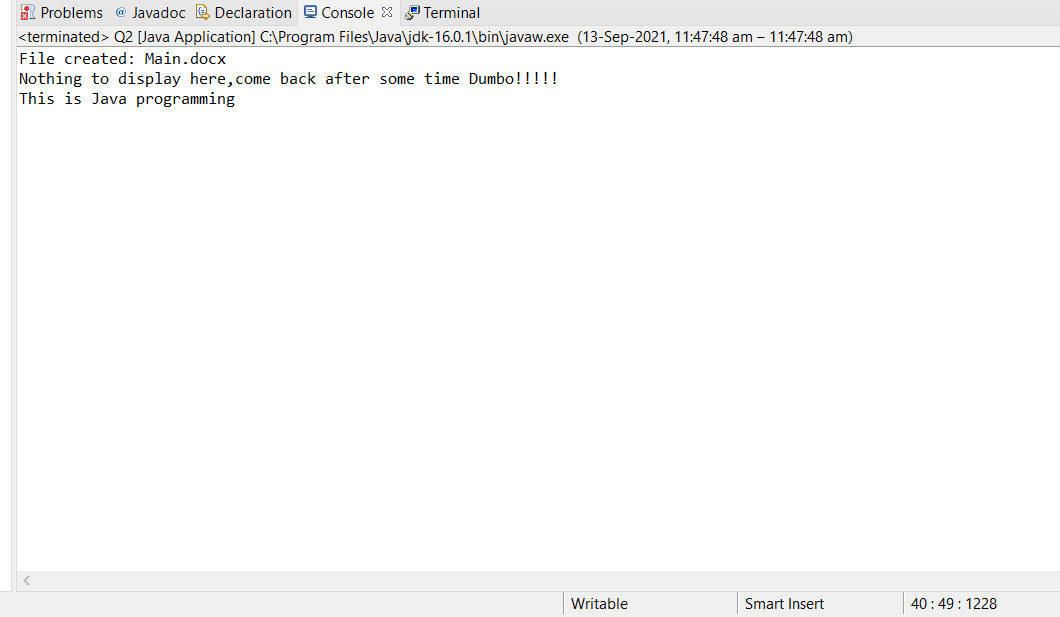 Problems @ Javadoc Declaration Console Terminal
<terminated> Q2 [Java Application] C:\Program Files\Java\jdk-16.0.1\bin\javaw.exe (13-Sep-2021, 11:47:48 am – 11:47:48 am)
File created: Main.docx
Nothing to display here,come back after some time Dumbo!!!!!
This is Java programming
Writable Smart Insert 40 : 49 : 1228